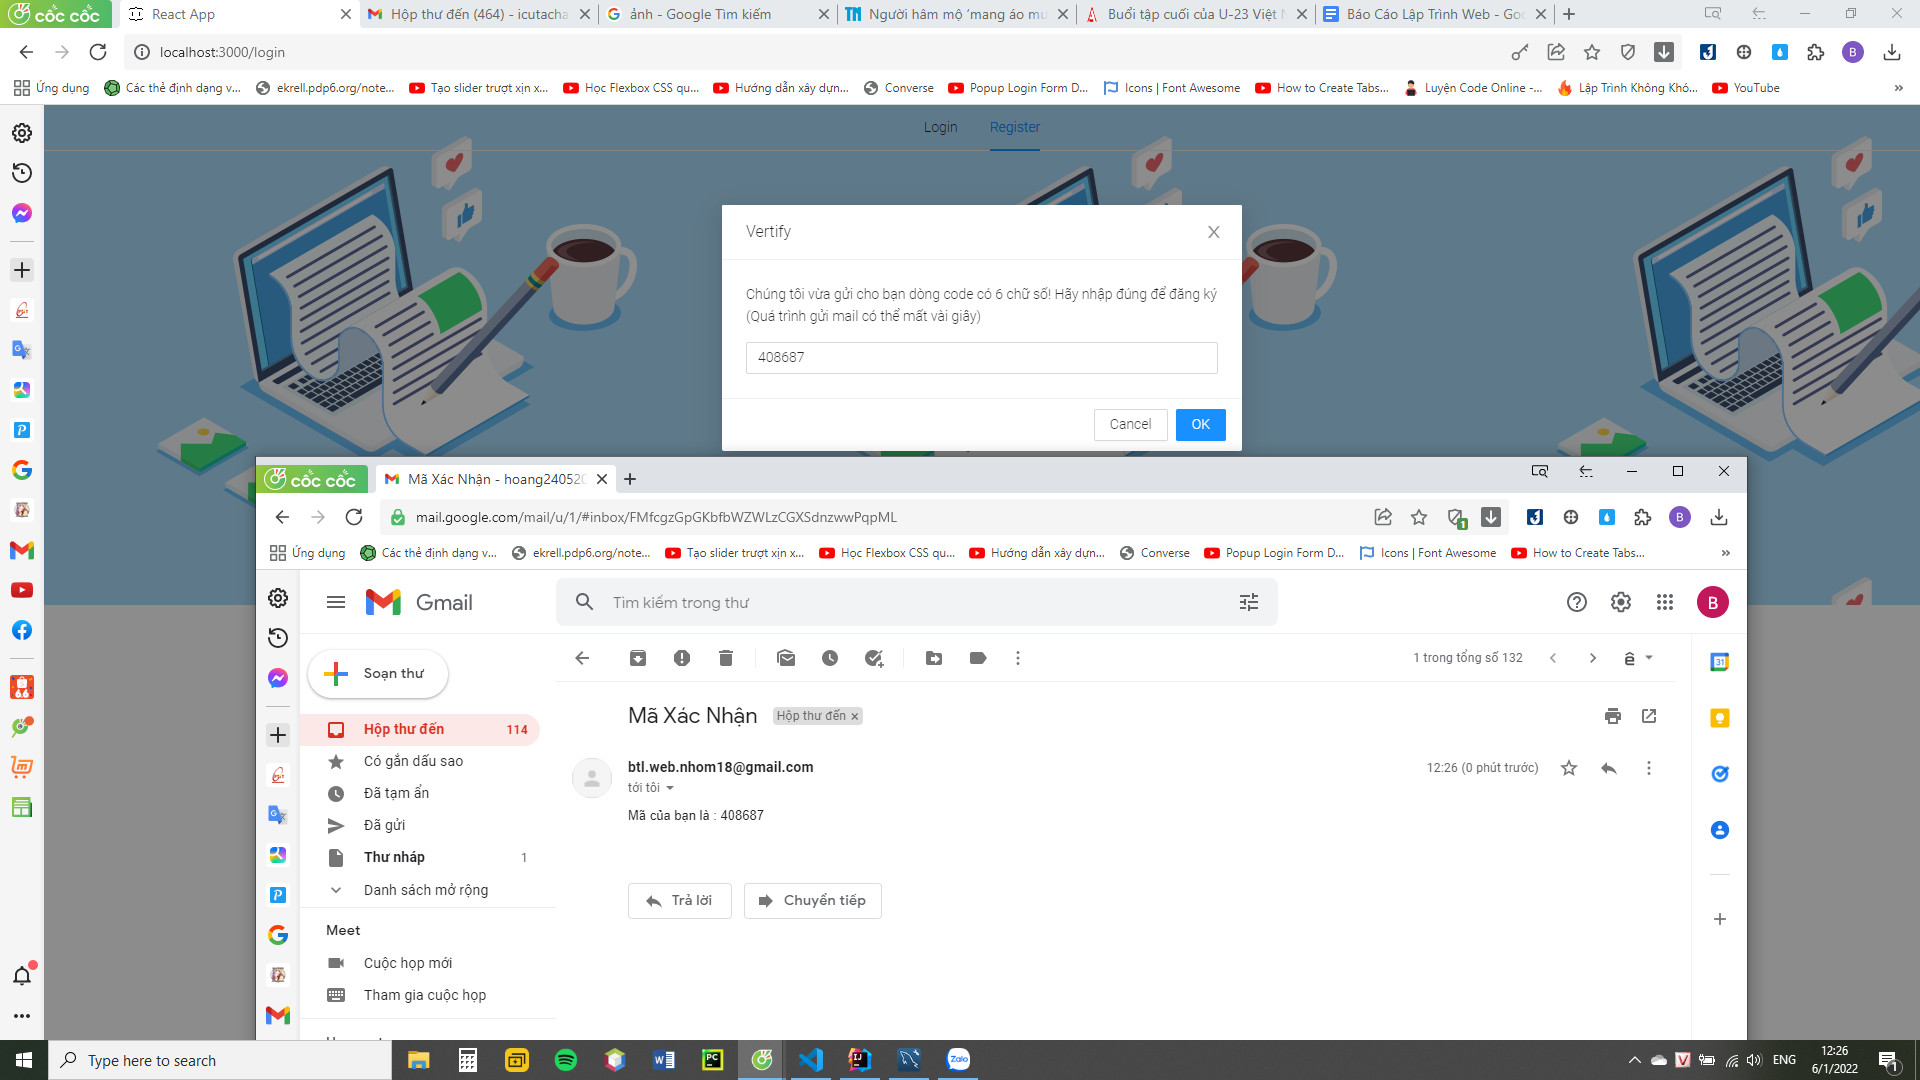 cốc cốc
React App
Hộp thư đến (464) - icutacha
ảnh - Google Tìm kiếm
Người hâm mộ 'mang áo mu
Buổi tập cuối của U-23 Việt
Báo Cáo Lập Trình Web - Goo
localhost:3000/login
B
Ứng dụng
Các thẻ định dạng v...
ekrell.pdp6.org/note...
Tạo slider trượt xịn x...
Học Flexbox CSS qu...
Hướng dẫn xây dựn...
Converse
Popup Login Form D...
Icons | Font Awesome
How to Create Tabs...
Luyện Code Online -...
Lập Trình Không Khó...
YouTube
»
Login
Register
Vertify
Chúng tôi vừa gửi cho bạn dòng code có 6 chữ số! Hãy nhập đúng để đăng ký
(Quá trình gửi mail có thể mất vài giây)
408687
Cancel
OK
cốc cốc
Mã Xác Nhận - hoang24052
mail.google.com/mail/u/1/#inbox/FMfcgzGpGKbfbWZWLzCGXSdnzwwPqpML
1
B
Ứng dụng
Các thẻ định dạng v...
ekrell.pdp6.org/note...
Tạo slider trượt xịn x...
Học Flexbox CSS qu...
Hướng dẫn xây dựn...
Converse
Popup Login Form D...
Icons | Font Awesome
How to Create Tabs...
»
Gmail
Tìm kiếm trong thư
B
Soạn thư
1 trong tổng số 132
31
Hộp thư đến
114
Có gắn dấu sao
Đã tạm ẩn
Đã gửi
Thư nháp
1
Danh sách mở rộng
Meet
Cuộc họp mới
Tham gia cuộc họp
Mã Xác Nhận
Hộp thư đến ×
btl.web.nhom18@gmail.com
12:26 (0 phút trước)
tới tôi
Mã của bạn là : 408687
Trả lời
Chuyển tiếp
Type here to search
PC
IJ
Zalo
V
ENG
12:26
6/1/2022
1